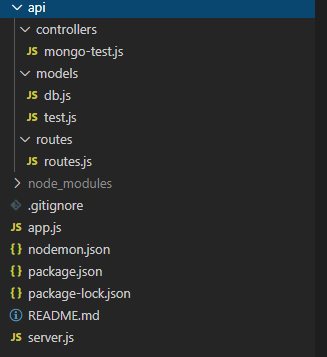 api
controllers
JS mongo-test.js
models
JS db.js
JS test.js
routes
JS routes.js
node_modules
.gitignore
JS app.js
{} nodemon.json
{} package.json
{} package-lock.json
README.md
JS server.js